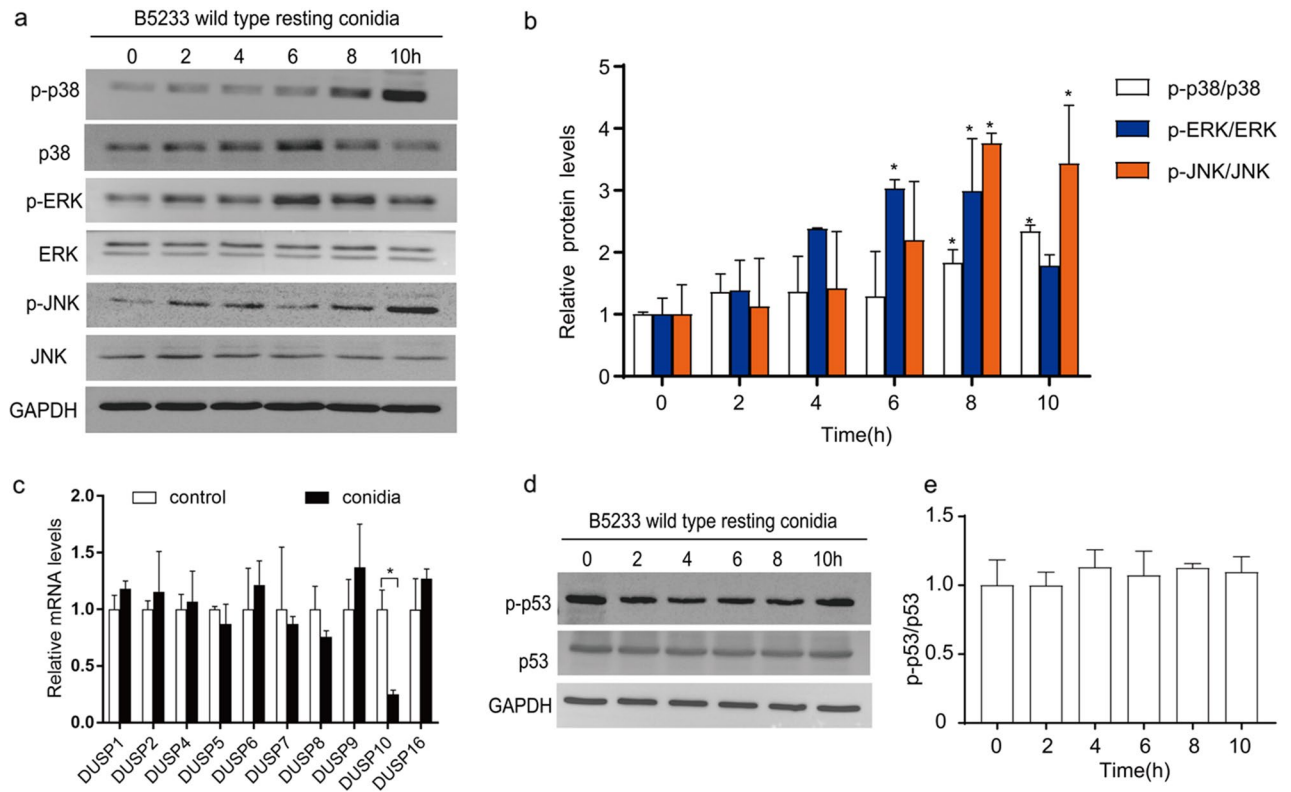 a
B5233 wild type resting conidia
0 2 4 6 8 10h
p-p38
p38
p-ERK
ERK
p-JNK
JNK
GAPDH
b
Relative protein levels
5
4
3
2
1
0
* * * * * *
0 2 4 6 8 10
Time(h)
p-p38/p38
p-ERK/ERK
p-JNK/JNK
c
control conidia
Relative mRNA levels
2.0
1.5
1.0
0.5
0.0
*
DUSP1 DUSP2 DUSP4 DUSP5 DUSP6 DUSP7 DUSP8 DUSP9 DUSP10 DUSP16
d
B5233 wild type resting conidia
0 2 4 6 8 10h
p-p53
p53
GAPDH
e
p-p53/p53
1.5
1.0
0.5
0
0 2 4 6 8 10
Time(h)